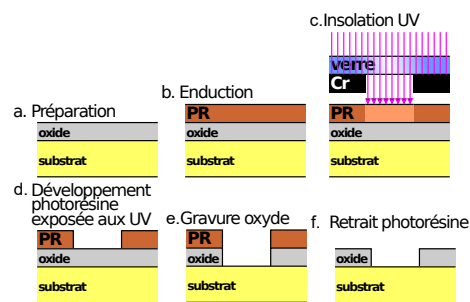 c.Insolation UV
verre
Cr
b. Enduction
PR
PR
a. Préparation
oxide
oxide
oxide
substrat
substrat
substrat
d. Développement
photorésine
exposée aux UV
e.Gravure oxyde
f. Retrait photorésine
PR
PR
oxide
oxide
oxide
substrat
substrat
substrat